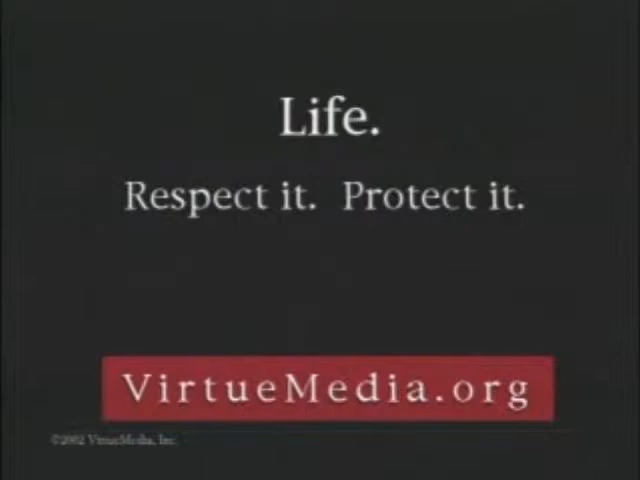 Life.
Respect it. Protect it.
VirtueMedia.org
©2002 VirtueMedia, Inc.